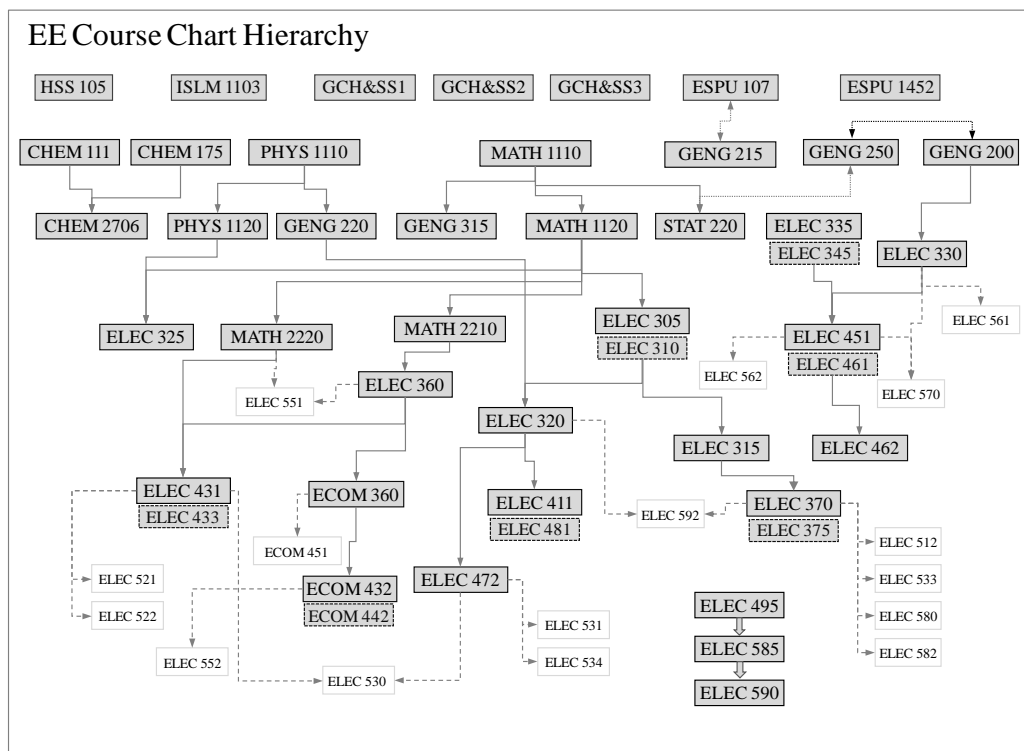 EE Course Chart Hierarchy
HSS 105
ISLM 1103
GCH&SS1
GCH&SS2
GCH&SS3
ESPU 107
ESPU 1452
CHEM 111
CHEM 175
PHYS 1110
MATH 1110
GENG 215
GENG 250
GENG 200
CHEM 2706
PHYS 1120
GENG 220
GENG 315
MATH 1120
STAT 220
ELEC 335
ELEC 345
ELEC 330
ELEC 325
MATH 2220
MATH 2210
ELEC 305
ELEC 310
ELEC 451
ELEC 461
ELEC 561
ELEC 562
ELEC 570
ELEC 551
ELEC 360
ELEC 320
ELEC 315
ELEC 462
ELEC 431
ELEC 433
ECOM 360
ELEC 411
ELEC 481
ELEC 592
ELEC 370
ELEC 375
ELEC 512
ECOM 451
ELEC 521
ELEC 522
ECOM 432
ECOM 442
ELEC 472
ELEC 533
ELEC 580
ELEC 582
ELEC 495
ELEC 585
ELEC 590
ELEC 531
ELEC 534
ELEC 552
ELEC 530